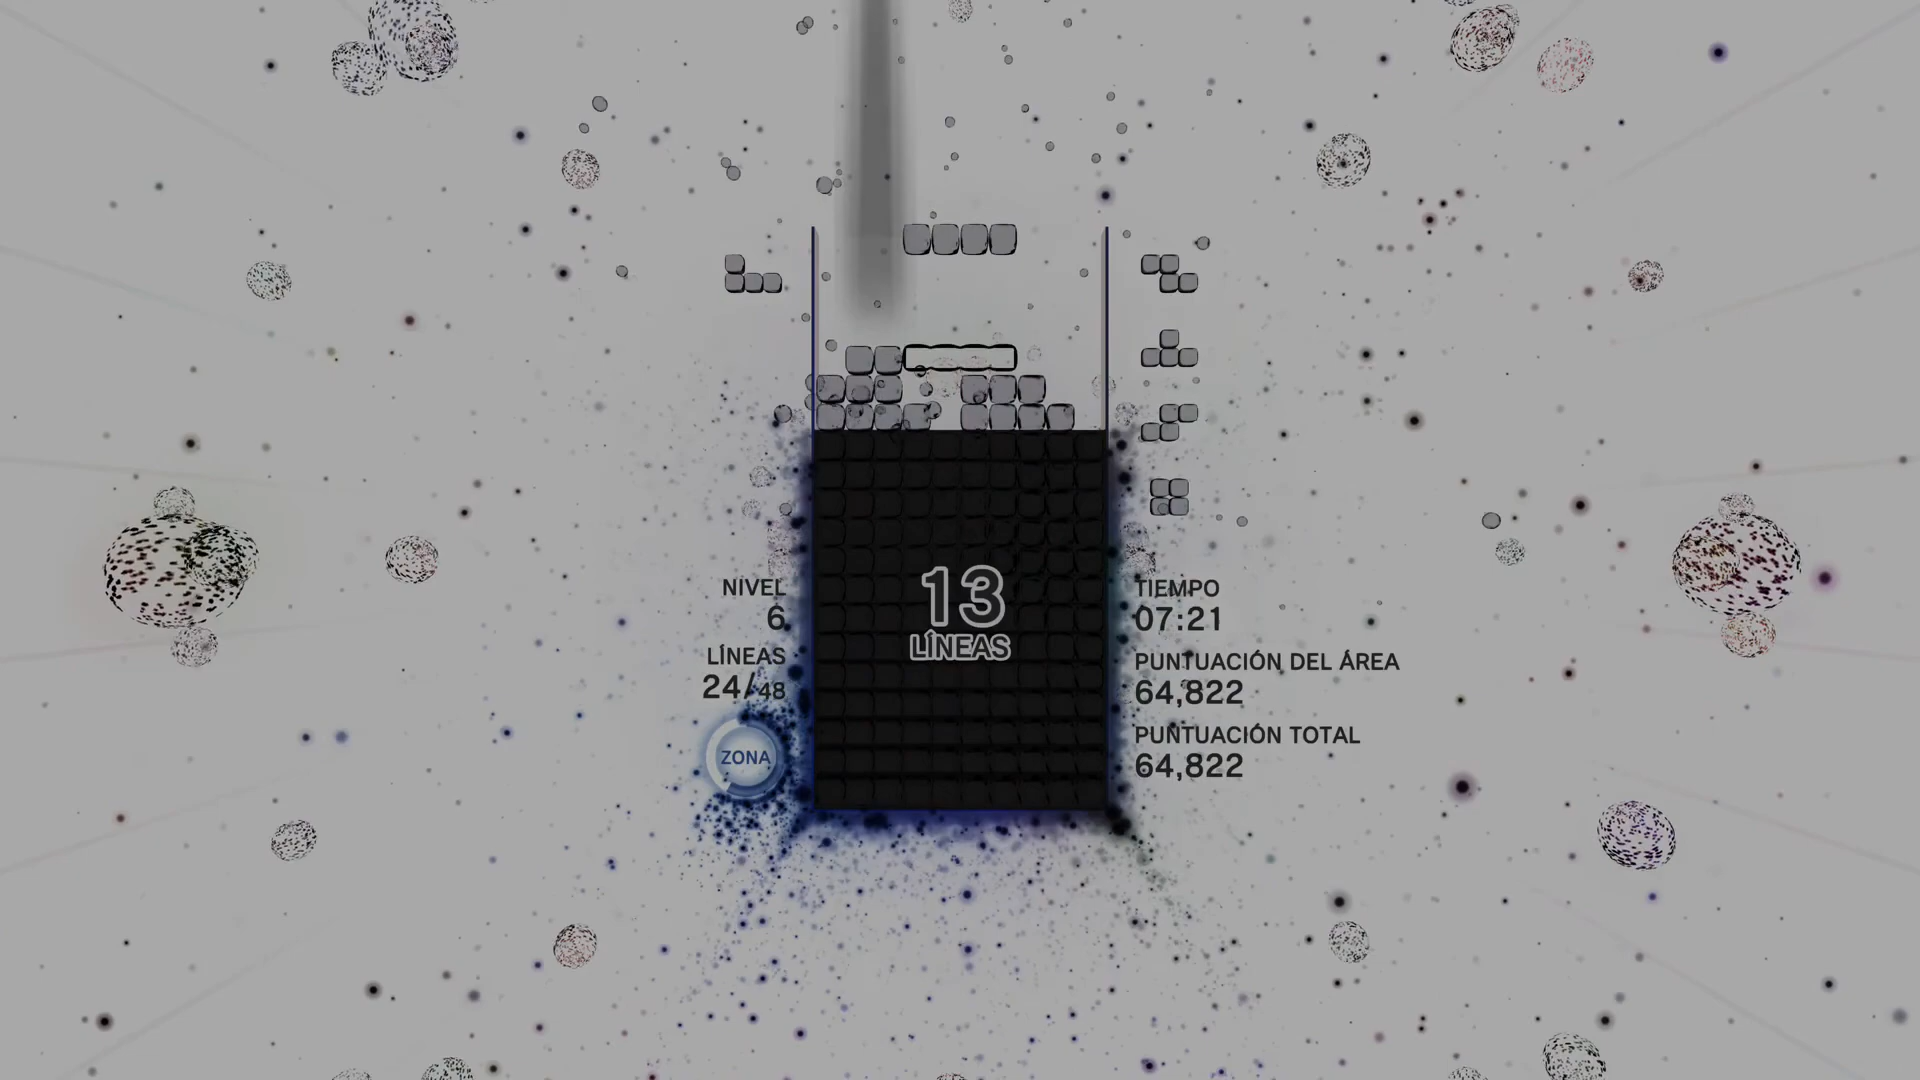 13
LÍNEAS
NIVEL
6
LÍNEAS
24/48
ZONA
TIEMPO
07:21
PUNTUACIÓN DEL ÁREA
64,822
PUNTUACIÓN TOTAL
64,822